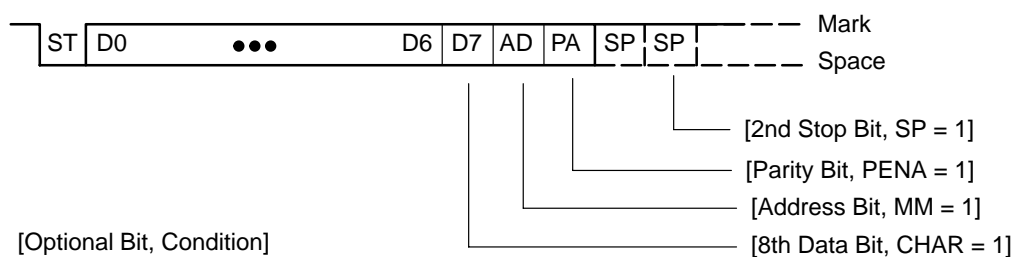 Mark
ST D0 ●●● D6 D7 AD PA SP SP
Space
[2nd Stop Bit, SP = 1]
[Parity Bit, PENA = 1]
[Address Bit, MM = 1]
[Optional Bit, Condition]
[8th Data Bit, CHAR = 1]